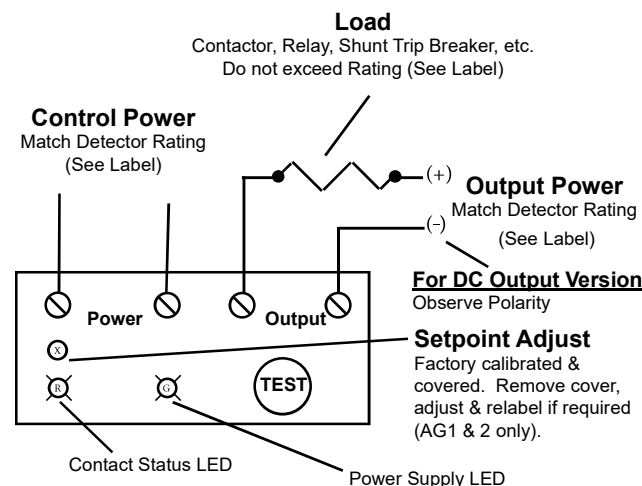 Load
Contactor, Relay, Shunt Trip Breaker, etc.
Do not exceed Rating (See Label)
Control Power
Match Detector Rating
(See Label)
(+)
Output Power
Match Detector Rating
(See Label)
(-)
For DC Output Version
Observe Polarity
Power
Output
Setpoint Adjust
Factory calibrated &
covered. Remove cover,
adjust & relabel if required
(AG1 & 2 only).
X
R
G
TEST
Contact Status LED
Power Supply LED